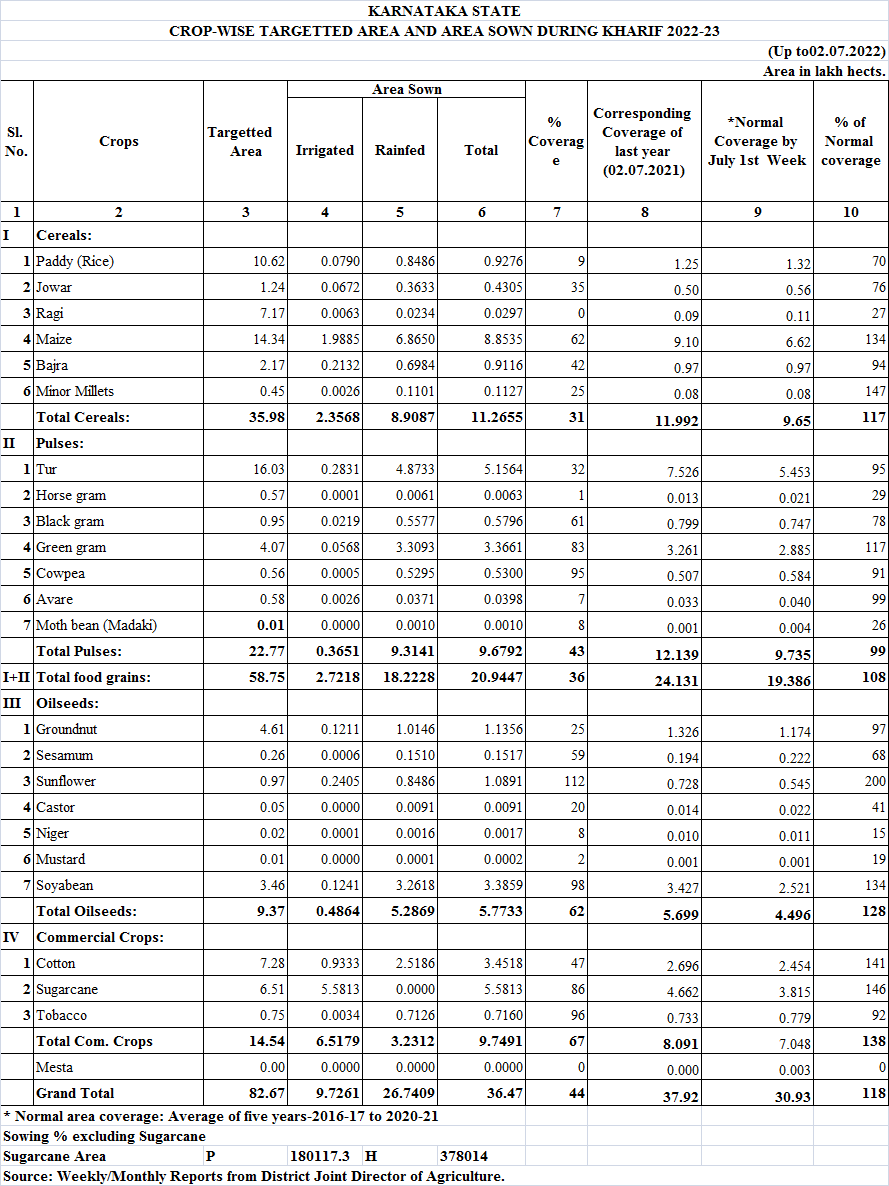 KARNATAKA STATE
CROP-WISE TARGETTED AREA AND AREA SOWN DURING KHARIF 2022-23
(Up to02.07.2022)
Area in lakh hects.
Sl. No. Crops Targetted Area Area Sown % Coverag e Corresponding Coverage of last year (02.07.2021) *Normal Coverage by July 1st Week % of Normal coverage
Irrigated Rainfed Total
1 2 3 4 5 6 7 8 9 10
I Cereals:
1 Paddy (Rice) 10.62 0.0790 0.8486 0.9276 9 1.25 1.32 70
2 Jowar 1.24 0.0672 0.3633 0.4305 35 0.50 0.56 76
3 Ragi 7.17 0.0063 0.0234 0.0297 0 0.09 0.11 27
4 Maize 14.34 1.9885 6.8650 8.8535 62 9.10 6.62 134
5 Bajra 2.17 0.2132 0.6984 0.9116 42 0.97 0.97 94
6 Minor Millets 0.45 0.0026 0.1101 0.1127 25 0.08 0.08 147
Total Cereals: 35.98 2.3568 8.9087 11.2655 31 11.992 9.65 117
II Pulses:
1 Tur 16.03 0.2831 4.8733 5.1564 32 7.526 5.453 95
2 Horse gram 0.57 0.0001 0.0061 0.0063 1 0.013 0.021 29
3 Black gram 0.95 0.0219 0.5577 0.5796 61 0.799 0.747 78
4 Green gram 4.07 0.0568 3.3093 3.3661 83 3.261 2.885 117
5 Cowpea 0.56 0.0005 0.5295 0.5300 95 0.507 0.584 91
6 Avare 0.58 0.0026 0.0371 0.0398 7 0.033 0.040 99
7 Moth bean (Madaki) 0.01 0.0000 0.0010 0.0010 8 0.001 0.004 26
Total Pulses: 22.77 0.3651 9.3141 9.6792 43 12.139 9.735 99
I+II Total food grains: 58.75 2.7218 18.2228 20.9447 36 24.131 19.386 108
III Oilseeds:
1 Groundnut 4.61 0.1211 1.0146 1.1356 25 1.326 1.174 97
2 Sesamum 0.26 0.0006 0.1510 0.1517 59 0.194 0.222 68
3 Sunflower 0.97 0.2405 0.8486 1.0891 112 0.728 0.545 200
4 Castor 0.05 0.0000 0.0091 0.0091 20 0.014 0.022 41
5 Niger 0.02 0.0001 0.0016 0.0017 8 0.010 0.011 15
6 Mustard 0.01 0.0000 0.0001 0.0002 2 0.001 0.001 19
7 Soyabean 3.46 0.1241 3.2618 3.3859 98 3.427 2.521 134
Total Oilseeds: 9.37 0.4864 5.2869 5.7733 62 5.699 4.496 128
IV Commercial Crops:
1 Cotton 7.28 0.9333 2.5186 3.4518 47 2.696 2.454 141
2 Sugarcane 6.51 5.5813 0.0000 5.5813 86 4.662 3.815 146
3 Tobacco 0.75 0.0034 0.7126 0.7160 96 0.733 0.779 92
Total Com. Crops 14.54 6.5179 3.2312 9.7491 67 8.091 7.048 138
Mesta 0.00 0.0000 0.0000 0.0000 0 0.000 0.003 0
Grand Total 82.67 9.7261 26.7409 36.47 44 37.92 30.93 118
* Normal area coverage: Average of five years-2016-17 to 2020-21
Sowing % excluding Sugarcane
Sugarcane Area P 180117.3 H 378014
Source: Weekly/Monthly Reports from District Joint Director of Agriculture.